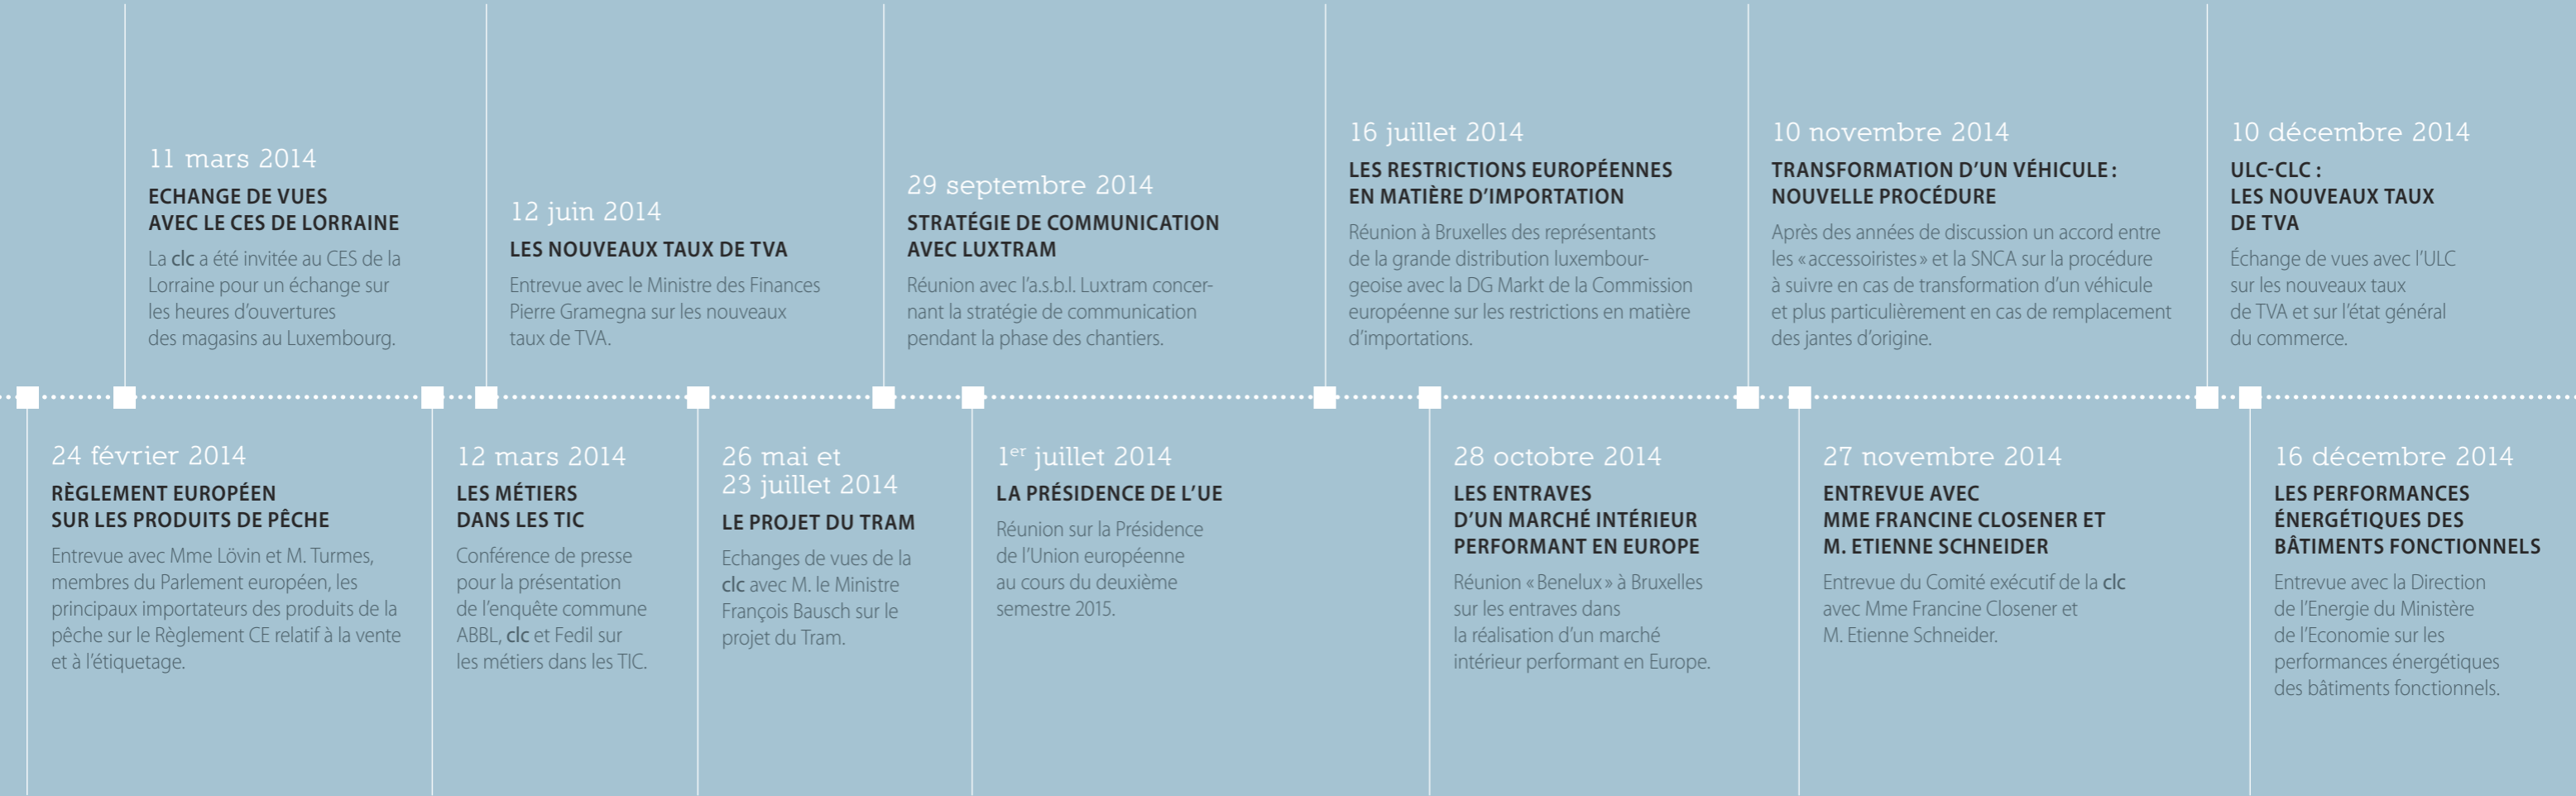 11 mars 2014
ECHANGE DE VUES
AVEC LE CES DE LORRAINE
La clc a été invitée au CES de la
Lorraine pour un échange sur
les heures d'ouvertures
des magasins au Luxembourg.
12 juin 2014
LES NOUVEAUX TAUX DE TVA
Entrevue avec le Ministre des Finances
Pierre Gramegna sur les nouveaux
taux de TVA.
29 septembre 2014
STRATÉGIE DE COMMUNICATION
AVEC LUXTRAM
Réunion avec l'a.s.b.l. Luxtram concer-
nant la stratégie de communication
pendant la phase des chantiers.
16 juillet 2014
LES RESTRICTIONS EUROPÉENNES
EN MATIÈRE D'IMPORTATION
Réunion à Bruxelles des représentants
de la grande distribution luxembour-
geoise avec la DG Markt de la Commission
européenne sur les restrictions en matière
d'importations.
10 novembre 2014
TRANSFORMATION D'UN VÉHICULE :
NOUVELLE PROCÉDURE
Après des années de discussion un accord entre
les « accessoiristes » et la SNCA sur la procédure
à suivre en cas de transformation d'un véhicule
et plus particulièrement en cas de remplacement
des jantes d'origine.
10 décembre 2014
ULC-CLC :
LES NOUVEAUX TAUX
DE TVA
Échange de vues avec l'ULC
sur les nouveaux taux
de TVA et sur l'état général
du commerce.
24 février 2014
RÈGLEMENT EUROPÉEN
SUR LES PRODUITS DE PÊCHE
Entrevue avec Mme Lövin et M. Turmes,
membres du Parlement européen, les
principaux importateurs des produits de la
pêche sur le Règlement CE relatif à la vente
et à l'étiquetage.
12 mars 2014
LES MÉTIERS
DANS LES TIC
Conférence de presse
pour la présentation
de l'enquête commune
ABBL, clc et Fedil sur
les métiers dans les TIC.
26 mai et
23 juillet 2014
LE PROJET DU TRAM
Echanges de vues de la
clc avec M. le Ministre
François Bausch sur le
projet du Tram.
1er juillet 2014
LA PRÉSIDENCE DE L'UE
Réunion sur la Présidence
de l'Union européenne
au cours du deuxième
semestre 2015.
28 octobre 2014
LES ENTRAVES
D'UN MARCHÉ INTÉRIEUR
PERFORMANT EN EUROPE
Réunion « Benelux » à Bruxelles
sur les entraves dans
la réalisation d'un marché
intérieur performant en Europe.
27 novembre 2014
ENTREVUE AVEC
MME FRANCINE CLOSENER ET
M. ETIENNE SCHNEIDER
Entrevue du Comité exécutif de la clc
avec Mme Francine Closener et
M. Etienne Schneider.
16 décembre 2014
LES PERFORMANCES
ÉNERGÉTIQUES DES
BÂTIMENTS FONCTIONNELS
Entrevue avec la Direction
de l'Energie du Ministère
de l'Economie sur les
performances énergétiques
des bâtiments fonctionnels.